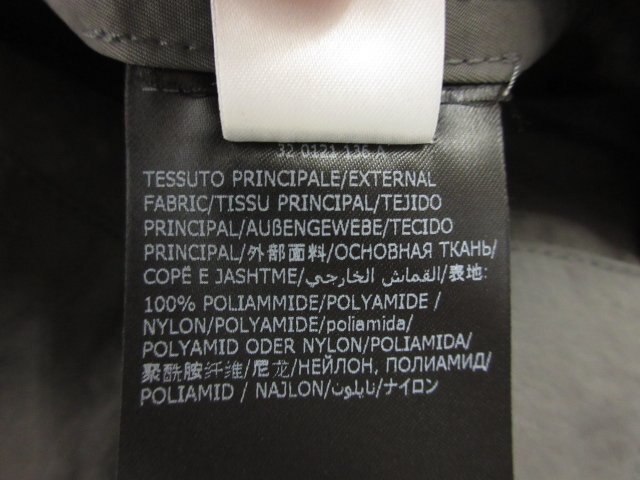 32 0121 136 A
TESSUTO PRINCIPALE/EXTERNAL
FABRIC/TISSU PRINCIPAL/TEJIDO
PRINCIPAL/AUßENGEWEBE/TECIDO
PRINCIPAL/外部面料/ОСНОВНАЯ ТКАНЬ/
COPË E JASHTME/القماش الخارجي/表地:
100% POLIAMMIDE/POLYAMIDE /
NYLON/POLYAMIDE/poliamida/
POLYAMID ODER NYLON/POLIAMIDA/
聚酰胺纤维/尼龙/НЕЙЛОН, ПОЛИАМИД/
POLIAMID / NAJLON/نايلون/ナイロン